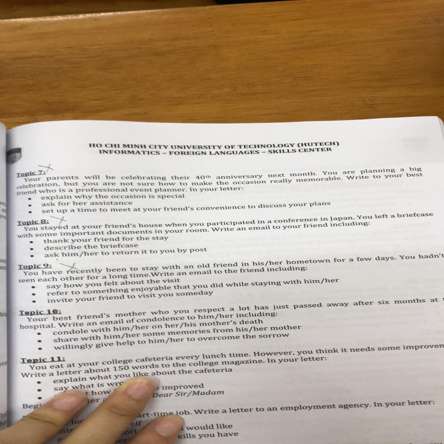 HO CHI MINH CITY UNIVERSITY OF TECHNOLOGY (HUTECH)
INFORMATICS – FOREIGN LANGUAGES – SKILLS CENTER
Topic 7:
Your parents will be celebrating their 40th anniversary next month. You are planning a big
celebration, but you are not sure how to make the occasion really memorable. Write to your best
friend who is a professional event planner. In your letter:
• explain why the occasion is special
• ask for her assistance
• set up a time to meet at your friend's convenience to discuss your plans
Topic 8:
You stayed at your friend's house when you participated in a conference in Japan. You left a briefcase
with some important documents in your room. Write an email to your friend including:
• thank your friend for the stay
• describe the briefcase
• ask him/her to return it to you by post
Topic 9:
You have recently been to stay with an old friend in his/her hometown for a few days. You hadn't
seen each other for a long time. Write an email to the friend including:
• say how you felt about the visit
• refer to something enjoyable that you did while staying with him/her
• invite your friend to visit you someday
Topic 10:
Your best friend's mother who you respect a lot has just passed away after six months at
hospital. Write an email of condolence to him/her including:
• condole with him/her on her/his mother's death
• share with him/her some memories from his/her mother
• willingly give help to him/her to overcome the sorrow
Topic 11:
You eat at your college cafeteria every lunch time. However, you think it needs some
Write a letter about 150 words to the college magazine. In your letter:
• explain what you like about the cafeteria
• say what is
improved
Dear Sir/Madam
job. Write a letter to an employment agency. In your letter:
would like
skills you have